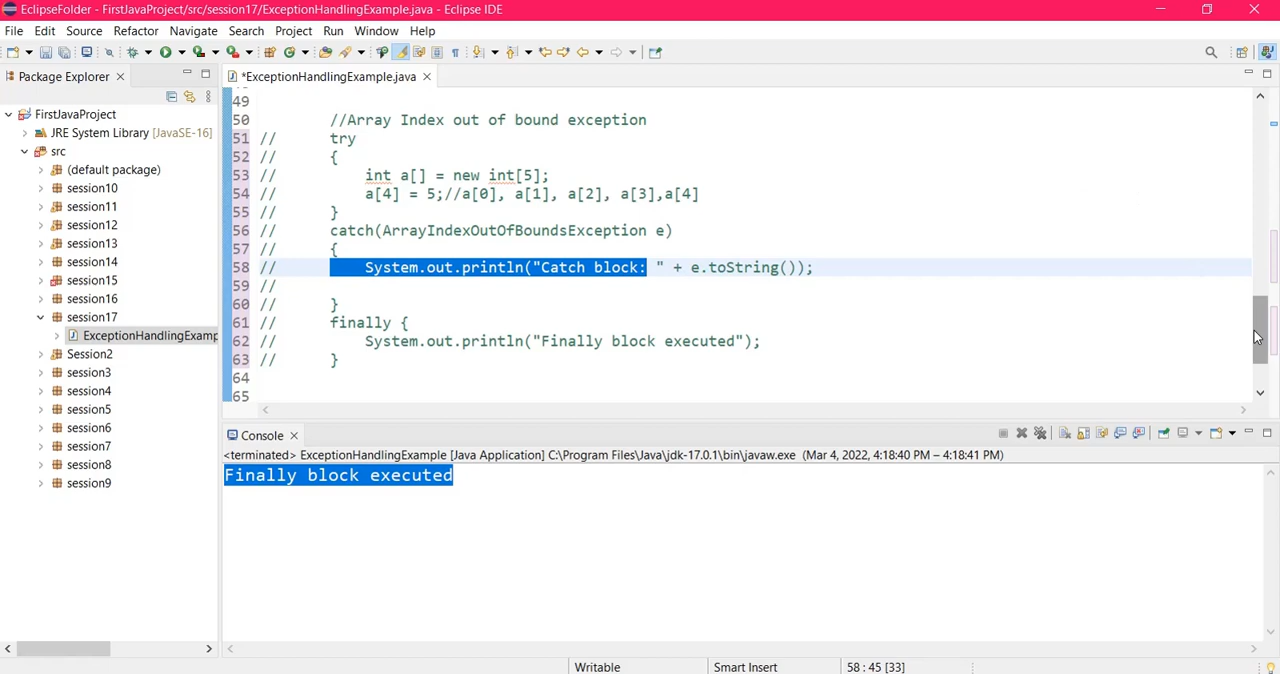 EclipseFolder - FirstJavaProject/src/session17/ExceptionHandlingExample.java - Eclipse IDE
File Edit Source Refactor Navigate Search Project Run Window Help
Package Explorer
*ExceptionHandlingExample.java
FirstJavaProject
JRE System Library [JavaSE-16]
src
(default package)
session10
session11
session12
session13
session14
session15
session16
session17
ExceptionHandlingExamp
Session2
session3
session4
session5
session6
session7
session8
session9
49
50 //Array Index out of bound exception
51 // try
52 // {
53 // int a[] = new int[5];
54 // a[4] = 5;//a[0], a[1], a[2], a[3],a[4]
55 // }
56 // catch(ArrayIndexOutOfBoundsException e)
57 // {
58 // System.out.println("Catch block: " + e.toString());
59 //
60 // }
61 // finally {
62 // System.out.println("Finally block executed");
63 // }
64
65
Console
<terminated> ExceptionHandlingExample [Java Application] C:\Program Files\Java\jdk-17.0.1\bin\javaw.exe (Mar 4, 2022, 4:18:40 PM – 4:18:41 PM)
Finally block executed
Writable Smart Insert 58 : 45 [33]